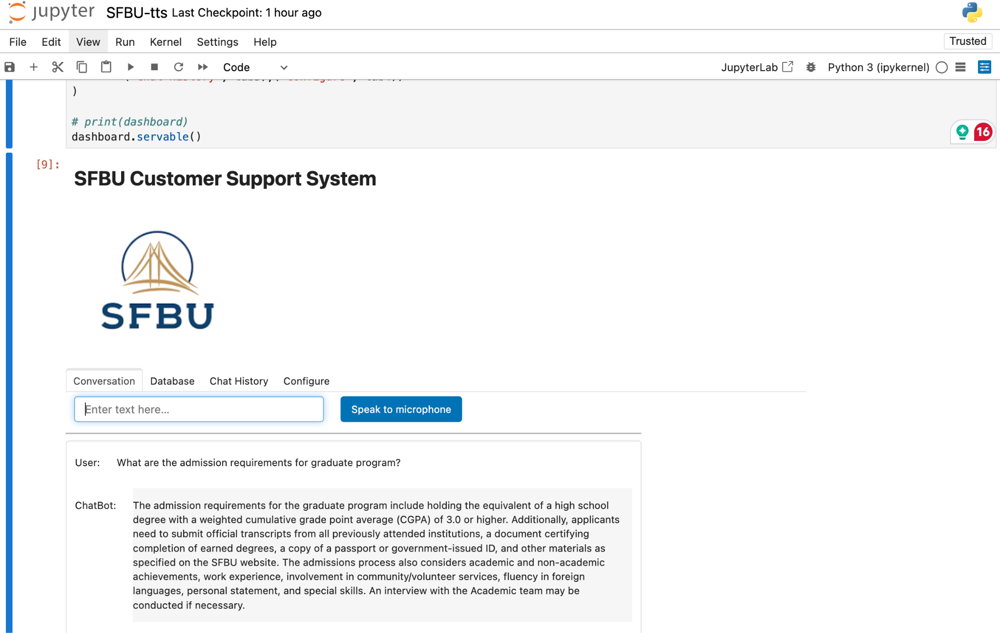 jupyter SFBU-tts Last Checkpoint: 1 hour ago
File Edit View Run Kernel Settings Help Trusted
Code JupyterLab Python 3 (ipykernel)
)
# print(dashboard)
dashboard.servable()
16
[9]:
SFBU Customer Support System
SFBU
Conversation Database Chat History Configure
Enter text here... Speak to microphone
User: What are the admission requirements for graduate program?
ChatBot: The admission requirements for the graduate program include holding the equivalent of a high school
degree with a weighted cumulative grade point average (CGPA) of 3.0 or higher. Additionally, applicants
need to submit official transcripts from all previously attended institutions, a document certifying
completion of earned degrees, a copy of a passport or government-issued ID, and other materials as
specified on the SFBU website. The admissions process also considers academic and non-academic
achievements, work experience, involvement in community/volunteer services, fluency in foreign
languages, personal statement, and special skills. An interview with the Academic team may be
conducted if necessary.